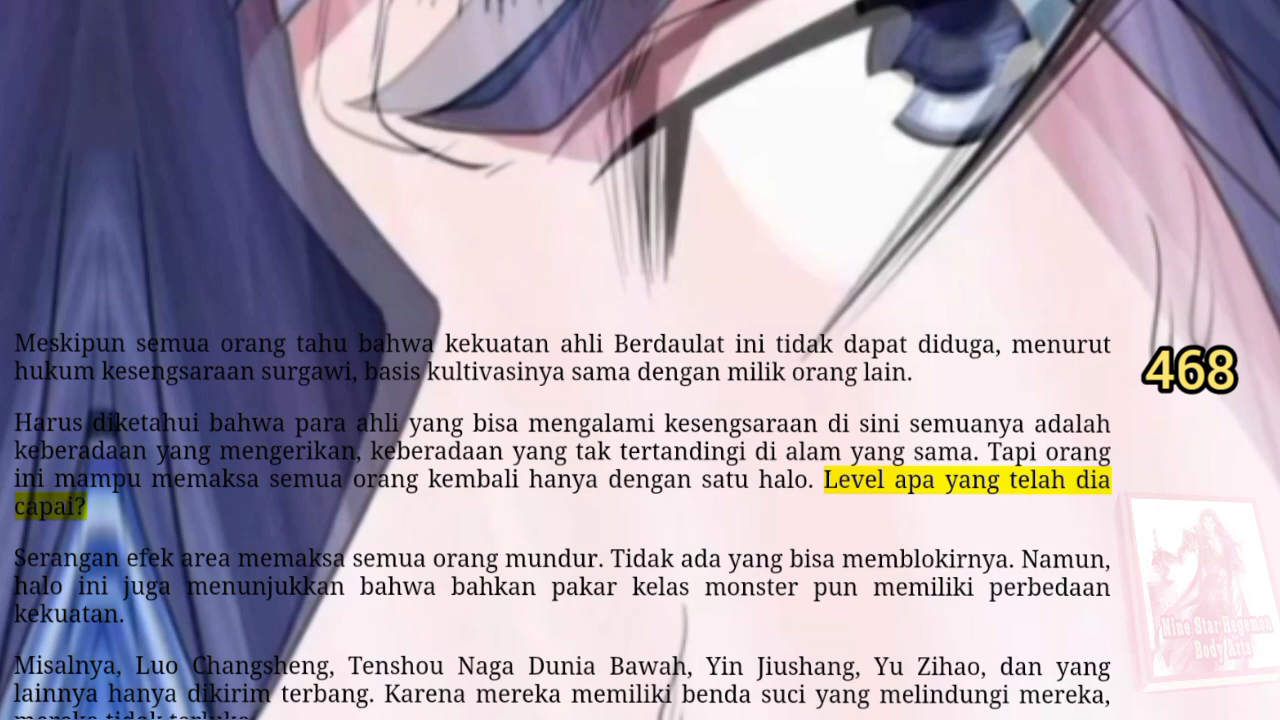 Meskipun semua orang tahu bahwa kekuatan ahli Berdaulat ini tidak dapat diduga, menurut
hukum kesengsaraan surgawi, basis kultivasinya sama dengan milik orang lain.
468
Harus diketahui bahwa para ahli yang bisa mengalami kesengsaraan di sini semuanya adalah
keberadaan yang mengerikan, keberadaan yang tak tertandingi di alam yang sama. Tapi orang
ini mampu memaksa semua orang kembali hanya dengan satu halo. Level apa yang telah dia
capai?
Serangan efek area memaksa semua orang mundur. Tidak ada yang bisa memblokirnya. Namun,
halo ini juga menunjukkan bahwa bahkan pakar kelas monster pun memiliki perbedaan
kekuatan.
Nine Star Hegemon
Body Arts
Misalnya, Luo Changsheng, Tenshou Naga Dunia Bawah, Yin Jiushang, Yu Zihao, dan yang
lainnya hanya dikirim terbang. Karena mereka memiliki benda suci yang melindungi mereka,
mereka tidak terluka